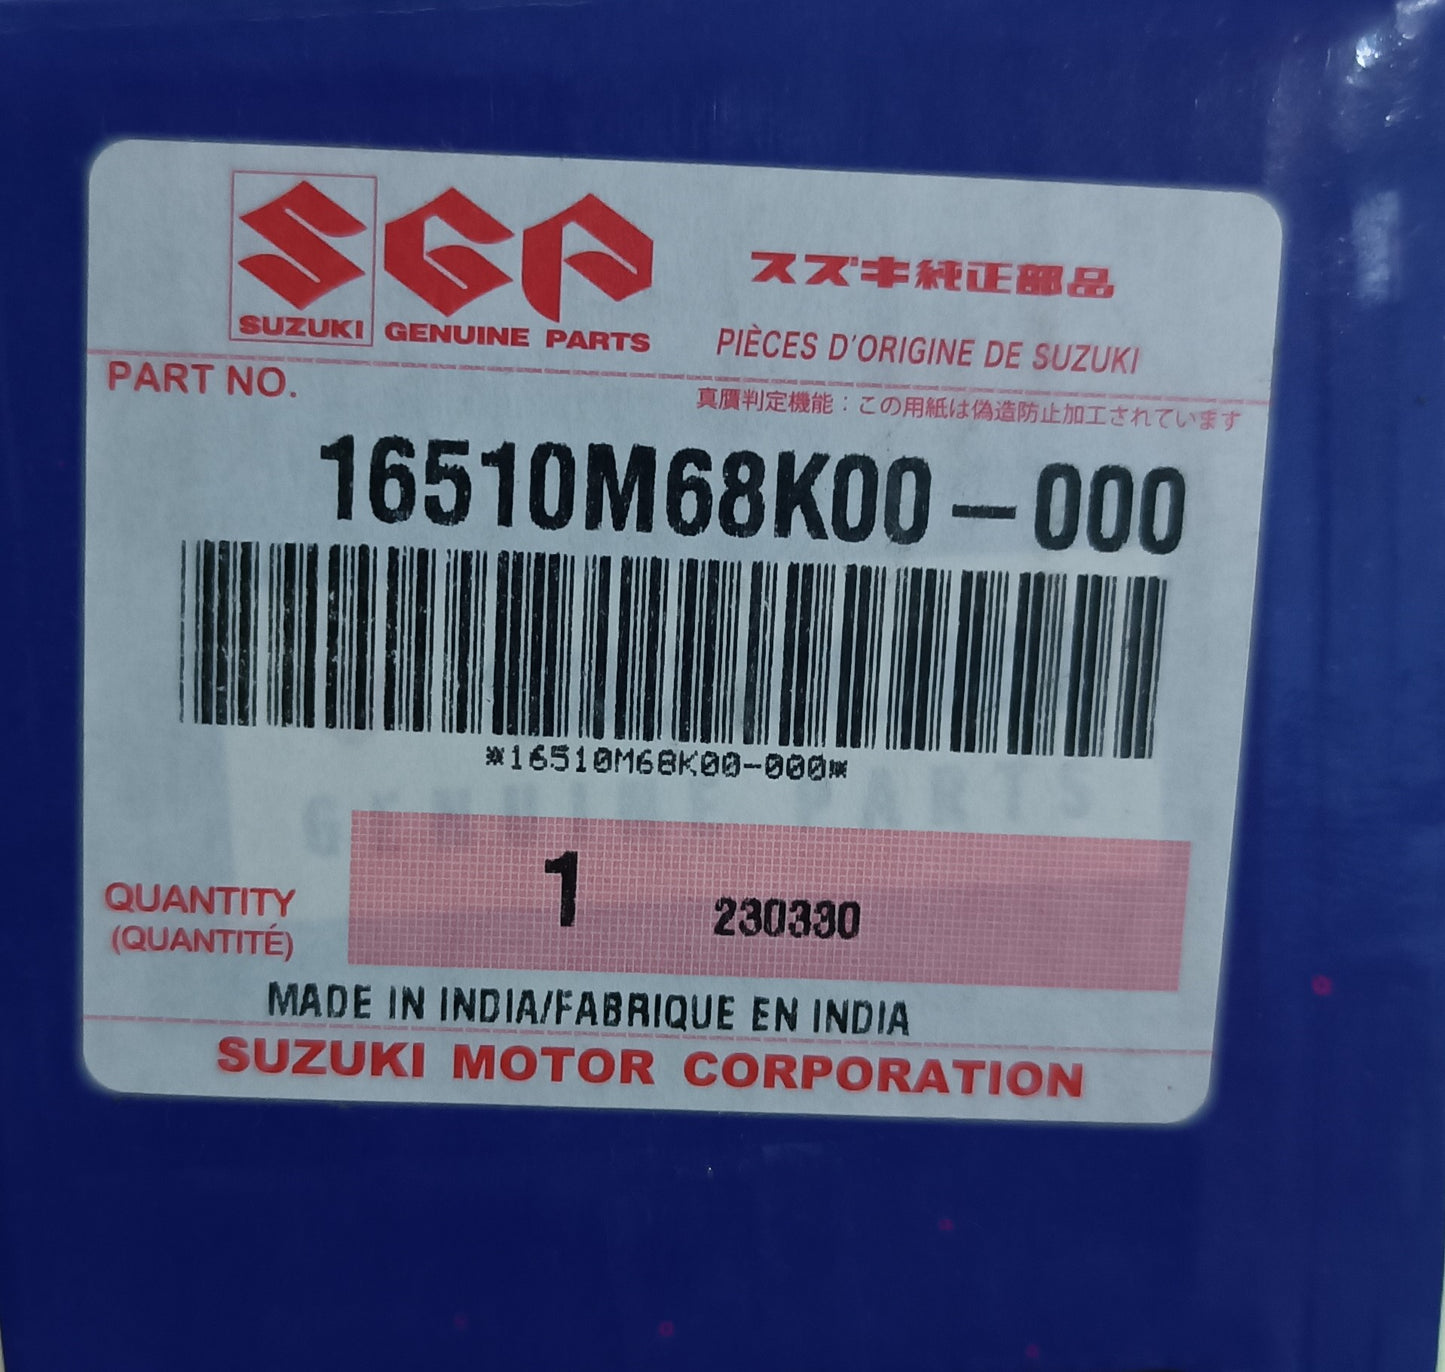 SUZUKI GENUINE PARTS
スズキ純正部品
PIÈCES D'ORIGINE DE SUZUKI
PART NO.
真贋判定機能：この用紙は偽造防止加工されています
16510M68K00-000
*16510M68K00-000*
GENUINE PARTS
QUANTITY
(QUANTITÉ)
1 230330
MADE IN INDIA/FABRIQUE EN INDIA
SUZUKI MOTOR CORPORATION